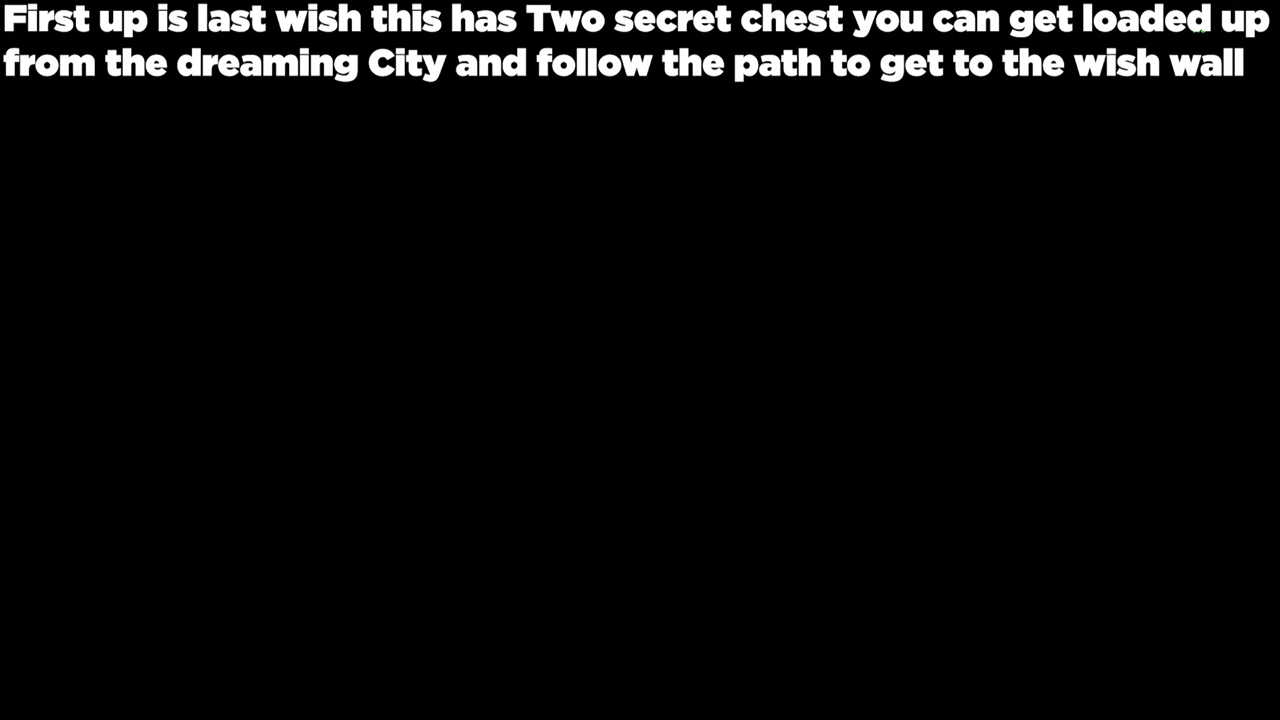 First up is last wish this has Two secret chest you can get loaded up
from the dreaming City and follow the path to get to the wish wall